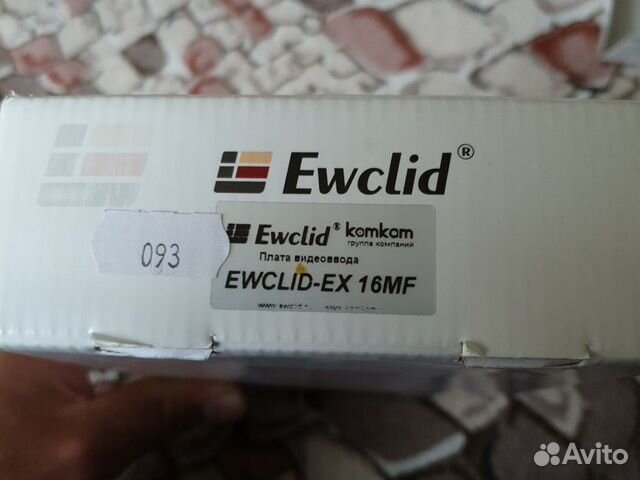 Ewclid®
093
Ewclid® komkom
группа компаний
Плата видеоввода
EWCLID-EX 16MF
Avito